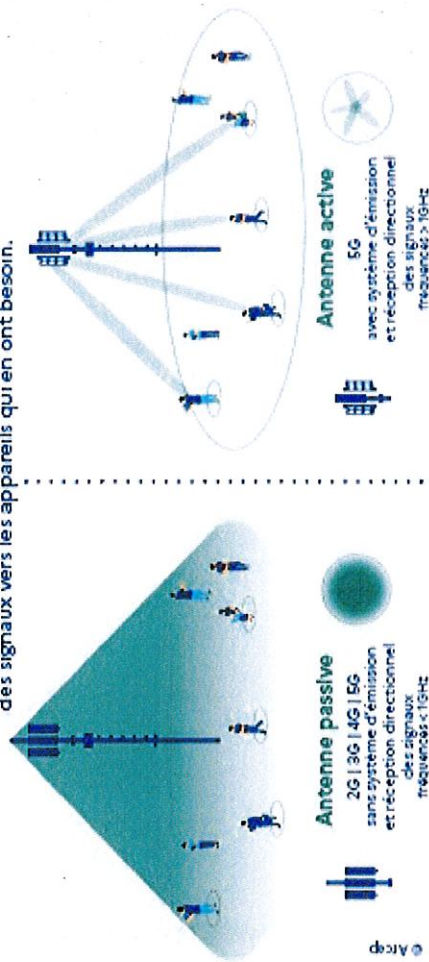 des signaux vers les appareils qui en ont besoin.
Antenne passive
2G | 3G | 4G | 5G
sans système d'émission
et réception directionnel
des signaux
fréquences < 1GHz
Antenne active
5G
avec système d'émission
et réception directionnel
des signaux
fréquences > 1GHz
© Arcep